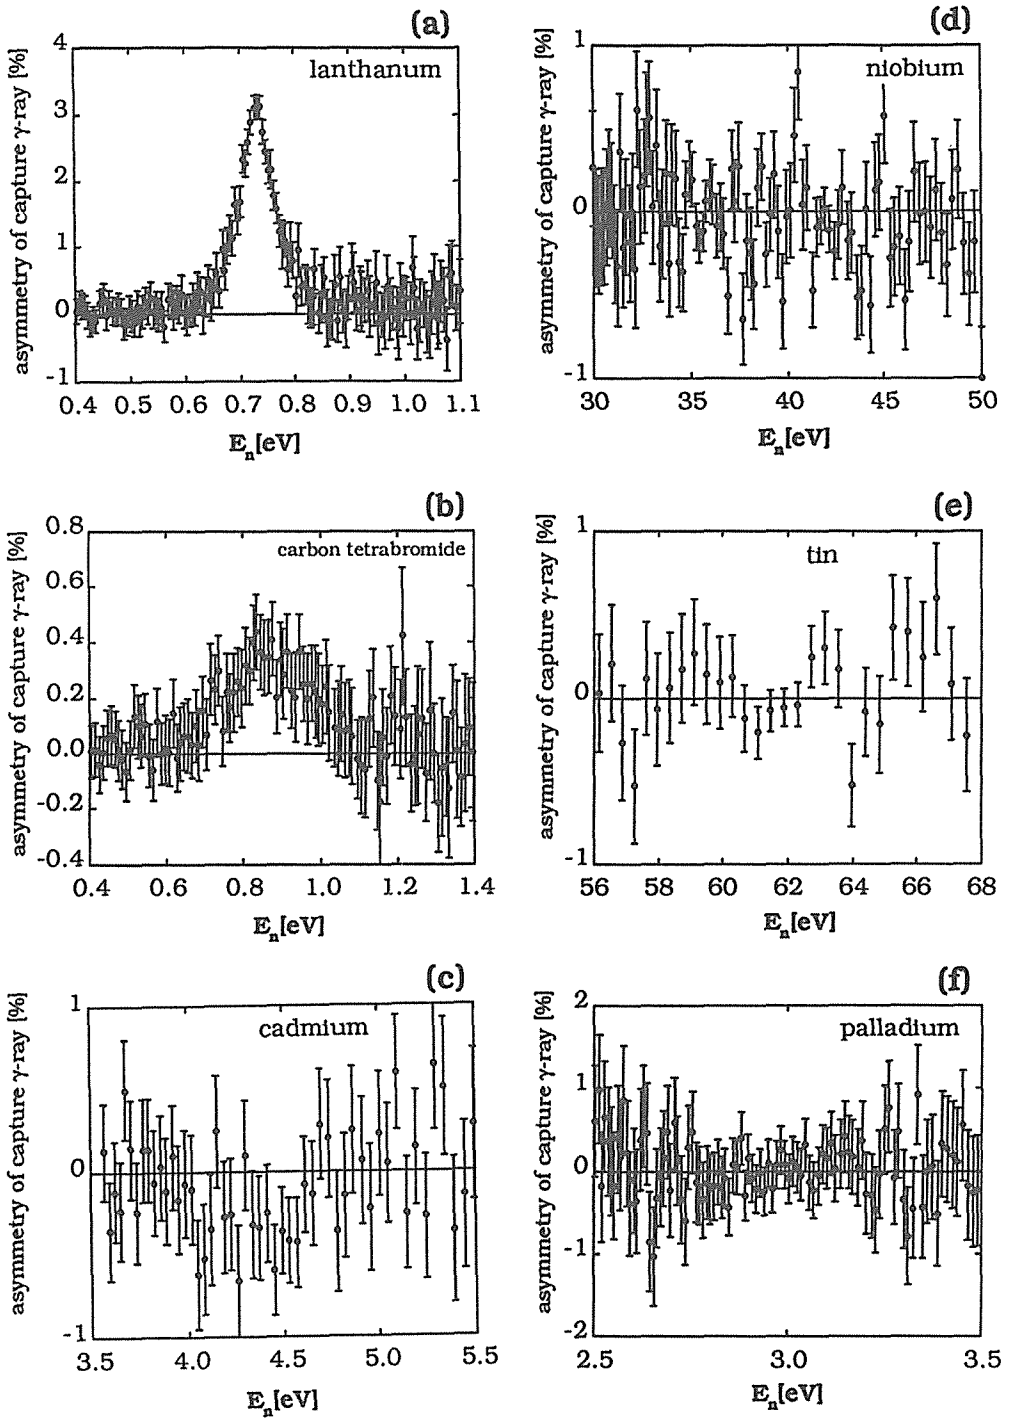 (a)
asymmetry of capture γ-ray [%]
4
3
2
1
0
-1
lanthanum
0.4 0.5 0.6 0.7 0.8 0.9 1.0 1.1
En[eV]
(d)
asymmetry of capture γ-ray [%]
1
0
-1
niobium
30 35 40 45 50
En[eV]
(b)
asymmetry of capture γ-ray [%]
0.8
0.6
0.4
0.2
0.0
-0.2
-0.4
carbon tetrabromide
0.4 0.6 0.8 1.0 1.2 1.4
En[eV]
(e)
asymmetry of capture γ-ray [%]
1
0
-1
tin
56 58 60 62 64 66 68
En[eV]
(c)
asymmetry of capture γ-ray [%]
1
0
-1
cadmium
3.5 4.0 4.5 5.0 5.5
En[eV]
(f)
asymmetry of capture γ-ray [%]
2
1
0
-1
-2
palladium
2.5 3.0 3.5
En[eV]